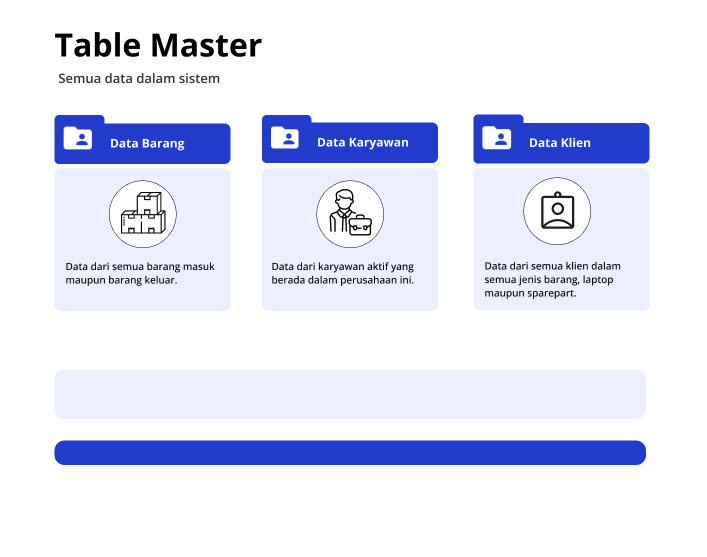 Table Master
Semua data dalam sistem
Data Barang
Data Karyawan
Data Klien
Data dari semua barang masuk
maupun barang keluar.
Data dari karyawan aktif yang
berada dalam perusahaan ini.
Data dari semua klien dalam
semua jenis barang, laptop
maupun sparepart.